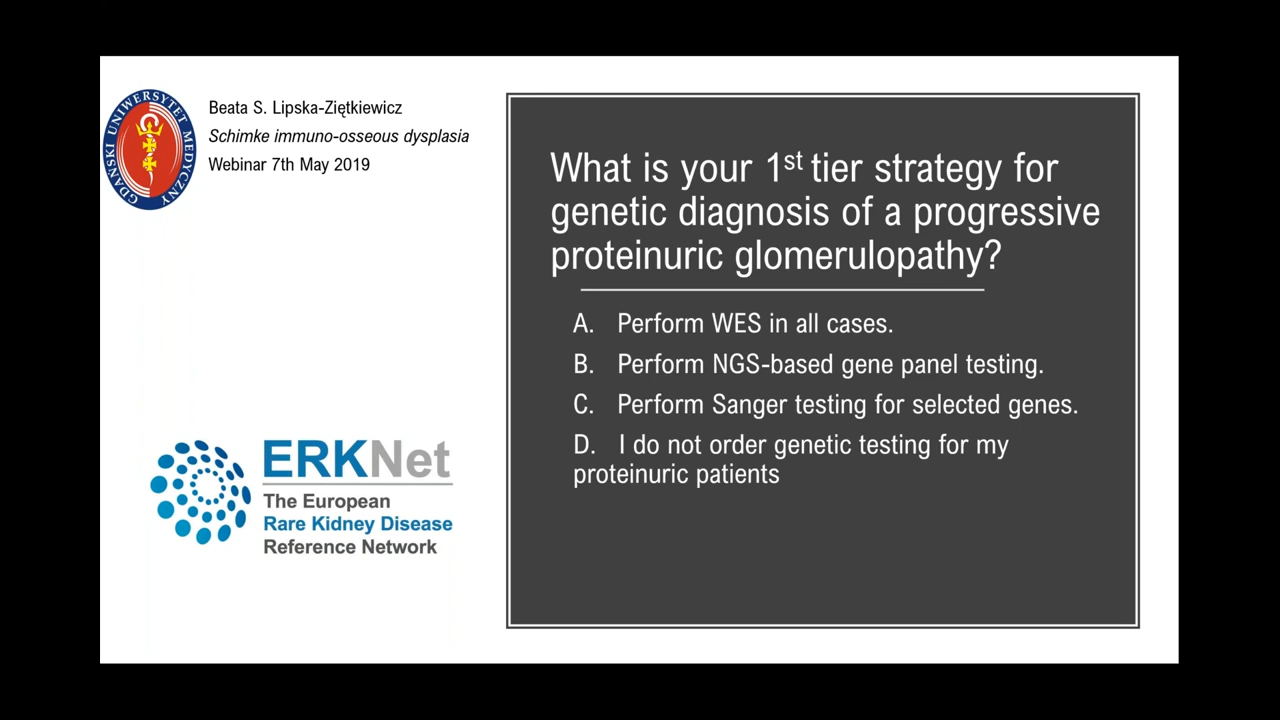 GDAŃSKI UNIWERSYTET MEDYCZNY
Beata S. Lipska-Ziętkiewicz
Schimke immuno-osseous dysplasia
Webinar 7th May 2019
ERKNet
The European
Rare Kidney Disease
Reference Network
What is your 1st tier strategy for
genetic diagnosis of a progressive
proteinuric glomerulopathy?
A. Perform WES in all cases.
B. Perform NGS-based gene panel testing.
C. Perform Sanger testing for selected genes.
D. I do not order genetic testing for my
proteinuric patients